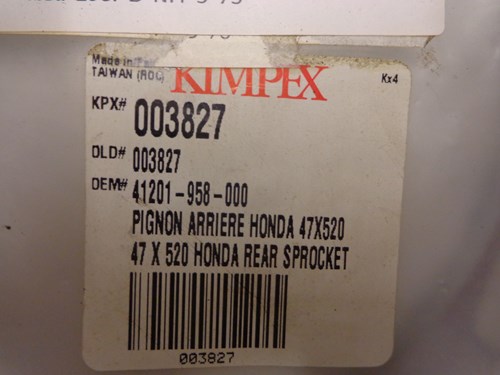 Made in
TAIWAN (ROC)
KIMPEX
Kx4
KPX# 003827
OLD# 003827
OEM# 41201-958-000
PIGNON ARRIERE HONDA 47X520
47 X 520 HONDA REAR SPROCKET
003827